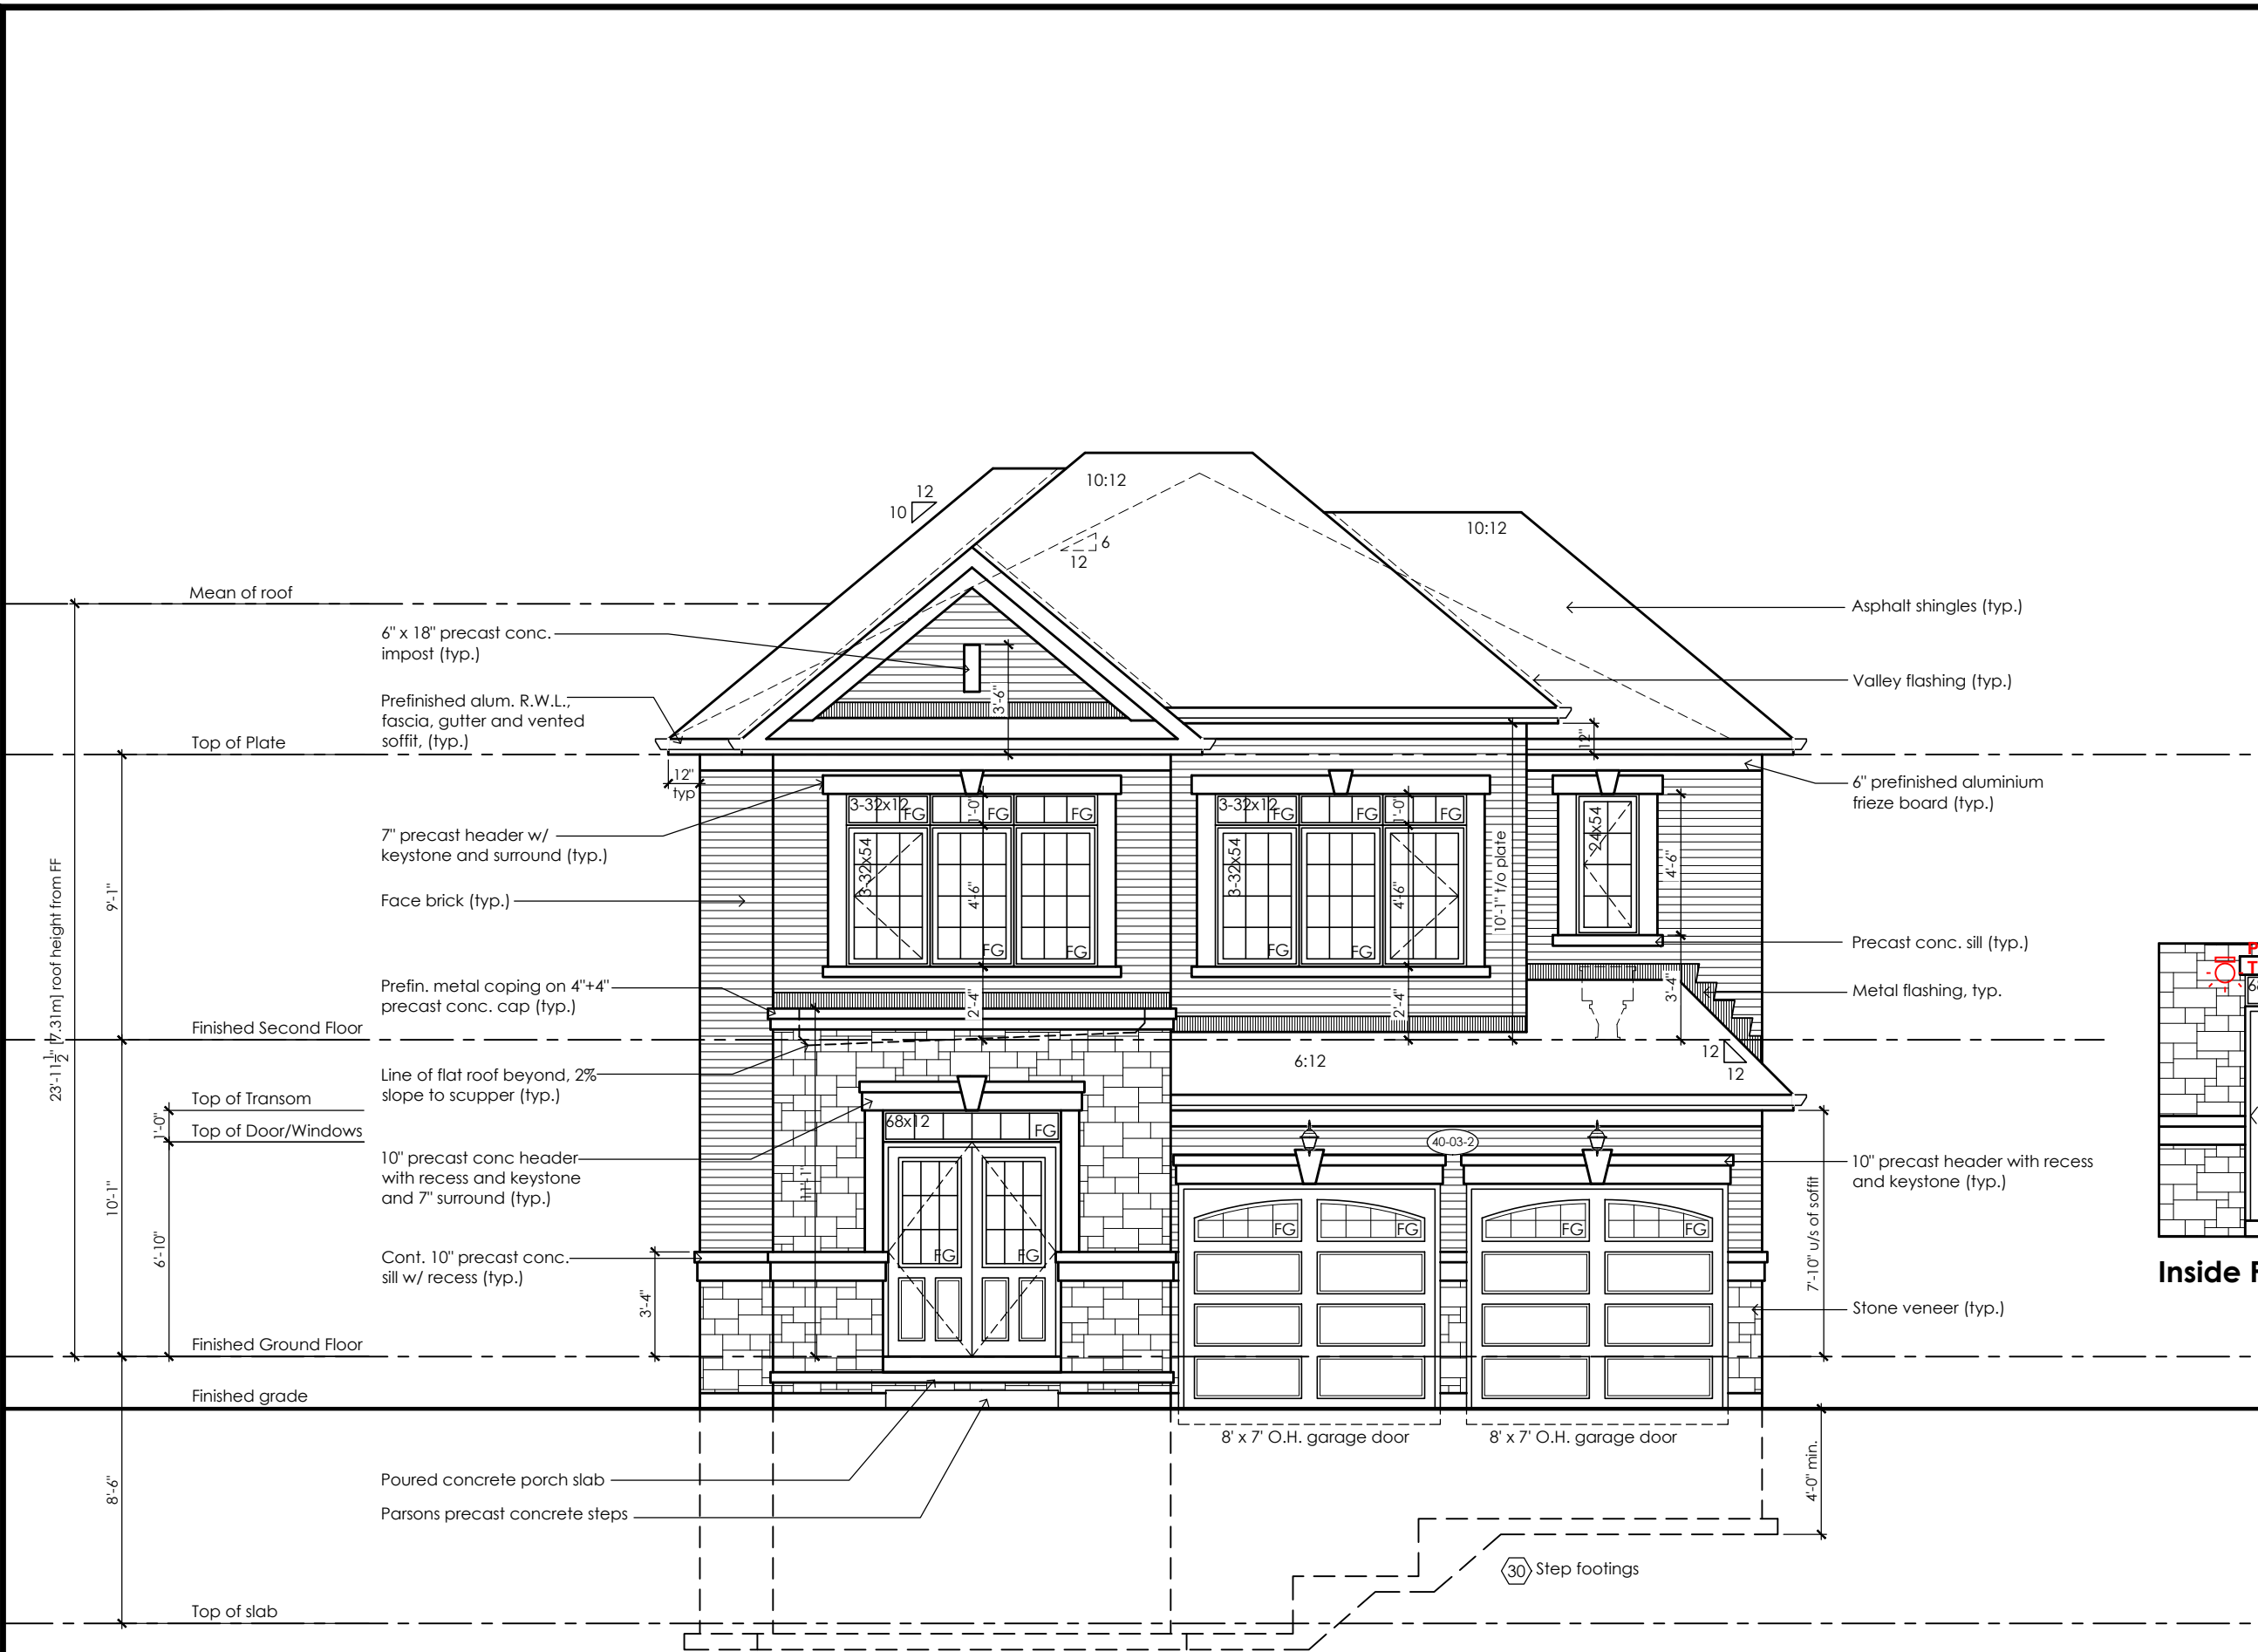 12
10
10:12
6
12
10:12
Mean of roof
6" x 18" precast conc.
impost (typ.)
3'-6"
Prefinished alum. R.W.L.,
fascia, gutter and vented
soffit, (typ.)
Asphalt shingles (typ.)
Valley flashing (typ.)
Top of Plate
12"
12"
typ
6" prefinished aluminium
frieze board (typ.)
3-32x12
FG
FG
FG
1'-0"
3-32x12
FG
FG
FG
1'-0"
7" precast header w/
keystone and surround (typ.)
3-32x54
4'-6"
FG
FG
3-32x54
4'-6"
FG
FG
10'-1" t/o plate
24x54
4'-6"
Face brick (typ.)
9'-1"
23'-11 1/2" [7.31m] roof height from FF
Precast conc. sill (typ.)
Prefin. metal coping on 4"+4"
precast conc. cap (typ.)
2'-4"
2'-4"
3'-4"
Metal flashing, typ.
Finished Second Floor
Line of flat roof beyond, 2%
slope to scupper (typ.)
6:12
12
12
Top of Transom
1'-0"
Top of Door/Windows
68x12
FG
40-03-2
10" precast conc header
with recess and keystone
and 7" surround (typ.)
11'-1"
10" precast header with recess
and keystone (typ.)
10'-1"
6'-10"
FG
FG
FG
FG
FG
FG
7'-10" u/s of soffit
Cont. 10" precast conc.
sill w/ recess (typ.)
3'-4"
Inside F
Stone veneer (typ.)
Finished Ground Floor
Finished grade
8' x 7' O.H. garage door
8' x 7' O.H. garage door
4'-0" min.
8'-6"
Poured concrete porch slab
Parsons precast concrete steps
30 Step footings
Top of slab